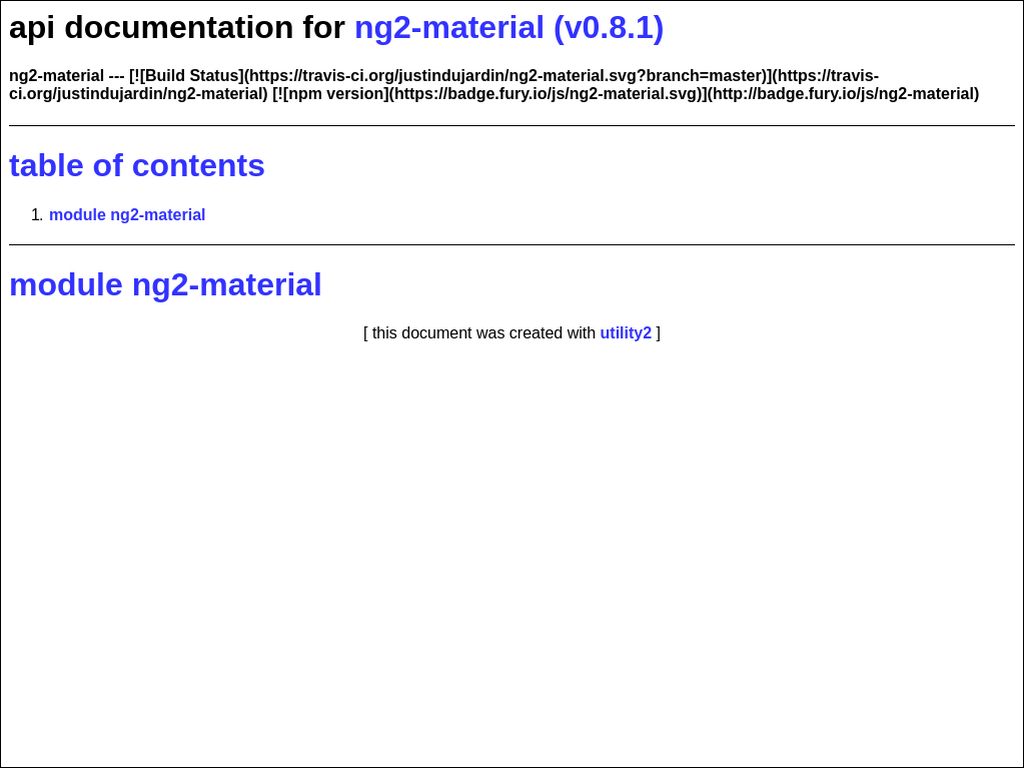 api documentation for ng2-material (v0.8.1)
ng2-material --- [![Build Status](https://travis-ci.org/justindujardin/ng2-material.svg?branch=master)](https://travis-
ci.org/justindujardin/ng2-material) [![npm version](https://badge.fury.io/js/ng2-material.svg)](http://badge.fury.io/js/ng2-material)
table of contents
1. module ng2-material
module ng2-material
[ this document was created with utility2 ]